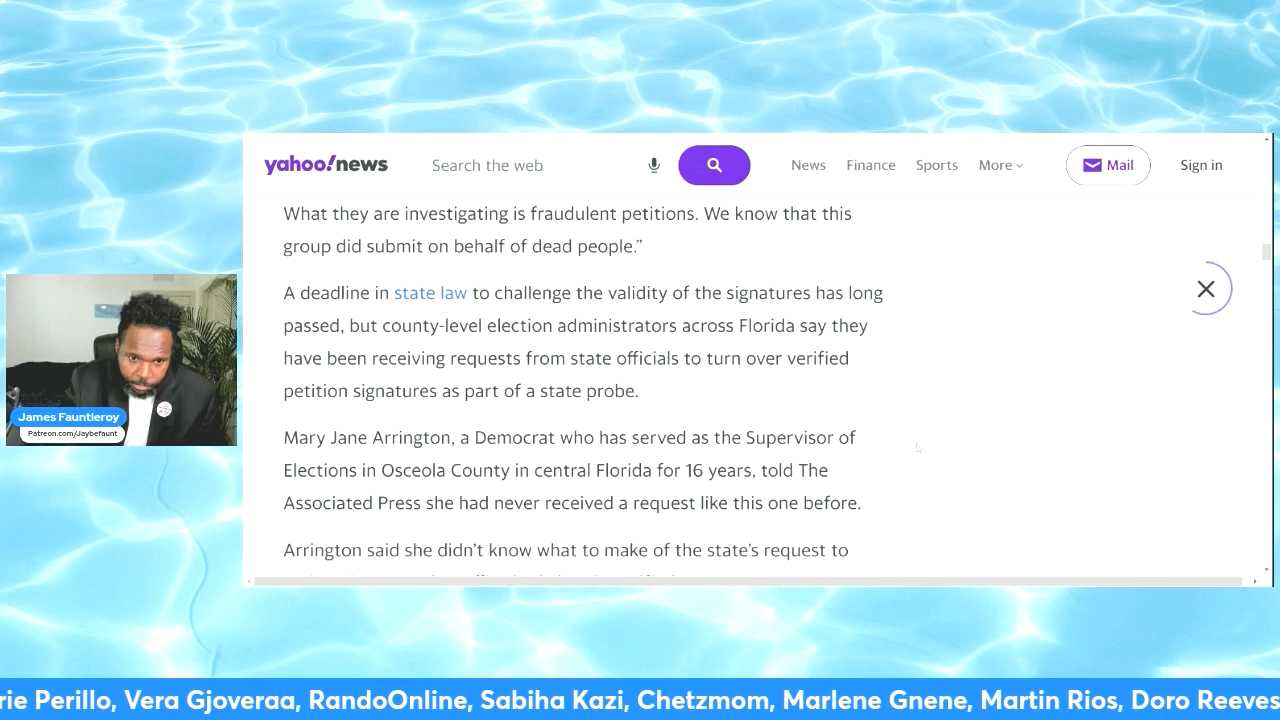 yahoo!news
Search the web
News Finance Sports More
Mail
Sign in
What they are investigating is fraudulent petitions. We know that this
group did submit on behalf of dead people.”
A deadline in state law to challenge the validity of the signatures has long
passed, but county-level election administrators across Florida say they
have been receiving requests from state officials to turn over verified
petition signatures as part of a state probe.
Mary Jane Arrington, a Democrat who has served as the Supervisor of
Elections in Osceola County in central Florida for 16 years, told The
Associated Press she had never received a request like this one before.
Arrington said she didn’t know what to make of the state’s request to
James Fauntleroy
Patreon.com/Jaybefaunt
rie Perillo, Vera Gjoveraa, RandoOnline, Sabiha Kazi, Chetzmom, Marlene Gnene, Martin Rios, Doro Reeves